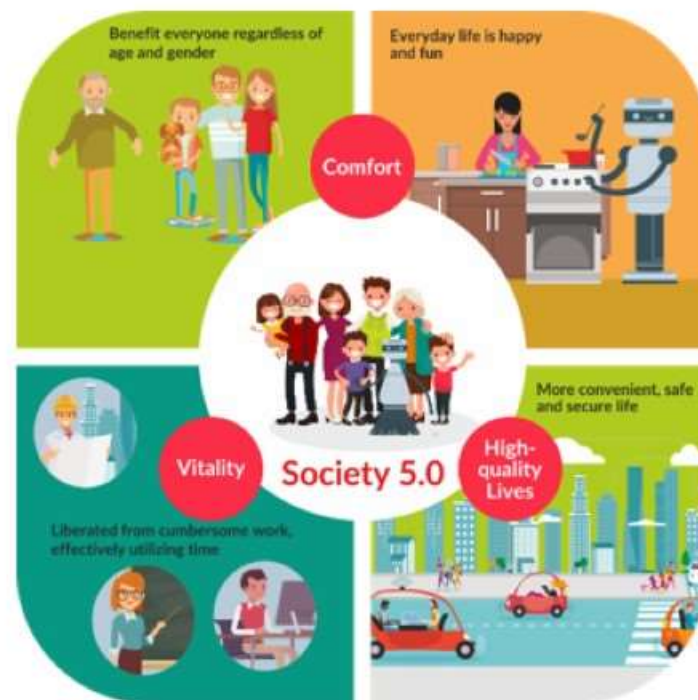 Benefit everyone regardless of
age and gender
Everyday life is happy
and fun
Comfort
More convenient, safe
and secure life
Vitality
Society 5.0
High-
quality
Lives
Liberated from cumbersome work,
effectively utilizing time